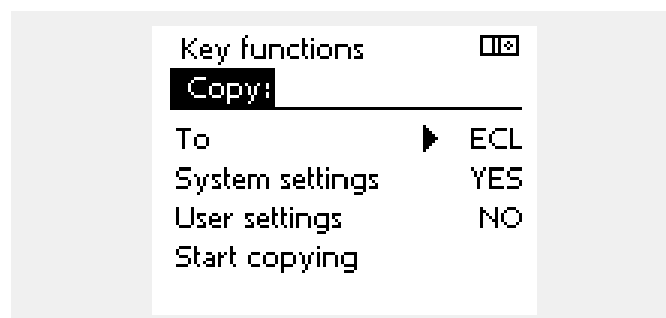 Key functions
Copy:
To ECL
System settings YES
User settings NO
Start copying